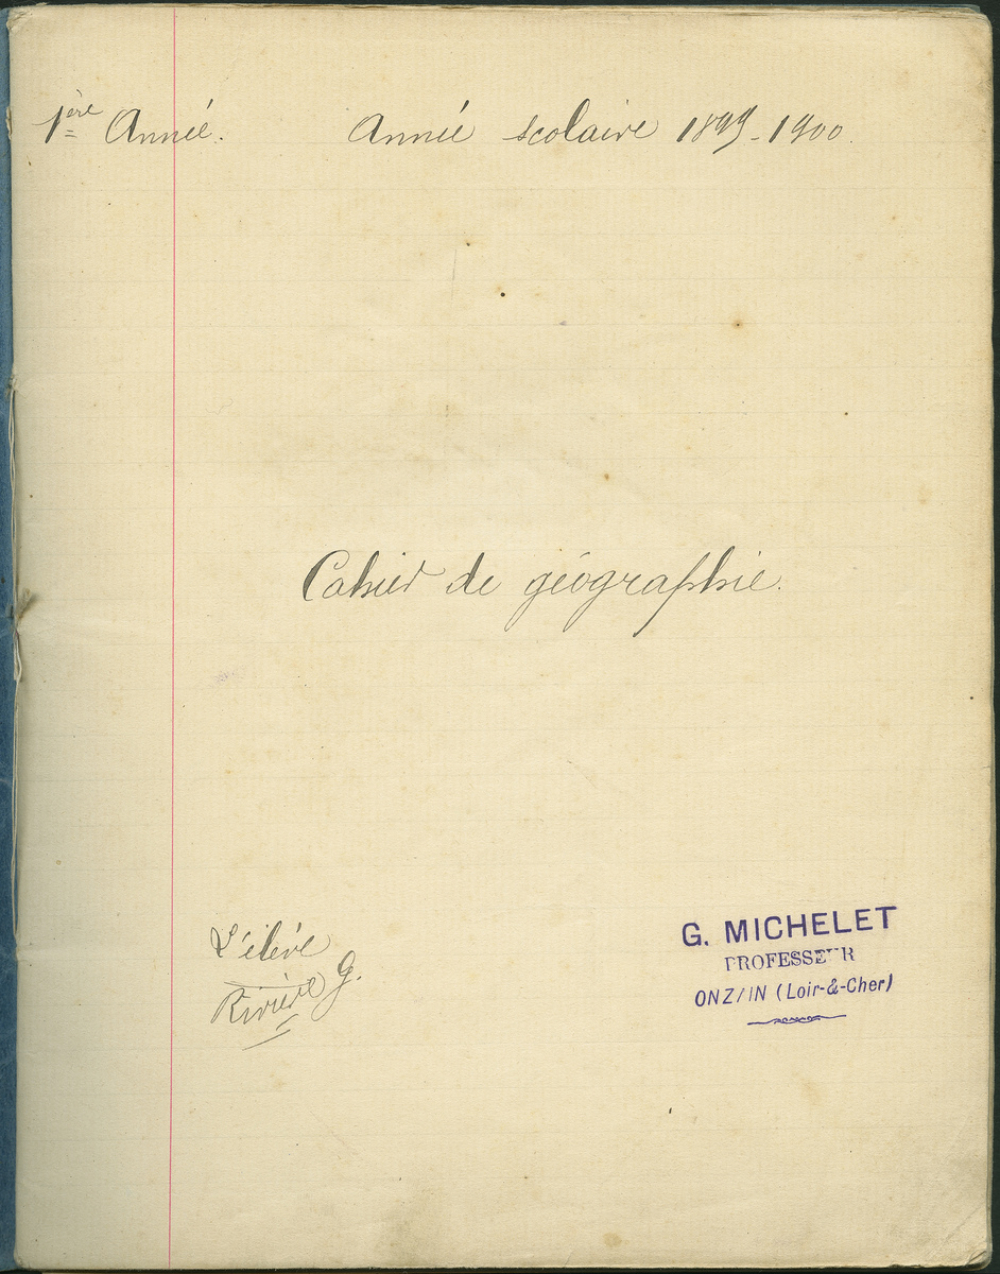 1ère Année. Année scolaire 1899-1900.
Cahier de géographie.
L'élève
Rivière G.
G. MICHELET
PROFESSEUR
ONZAIN (Loir-&-Cher)